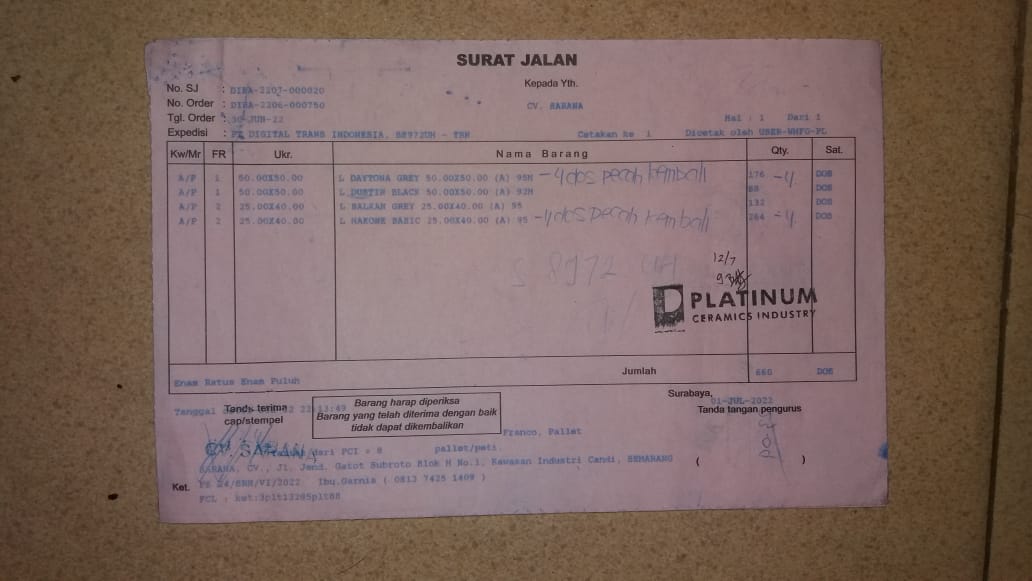 SURAT JALAN
No. SJ : DIRA-2207-000020
Kepada Yth.
No. Order : DIRA-2206-000750
CV. SARANA
Tgl. Order : 30-JUN-22
Hal : 1 Dari 1
Expedisi : PT DIGITAL TRANS INDONESIA, S8972UH - TRN
Cetakan ke 1 Dicetak oleh USER-WHFG-PL
Kw/Mr FR Ukr. Nama Barang Qty. Sat.
A/P 1 50.00X50.00 L DAYTONA GREY 50.00X50.00 (A) 95M - 4 dos pecah kembali 176 - 4 DOS
A/P 1 50.00X50.00 L DUSTIN BLACK 50.00X50.00 (A) 92M 88 DOS
A/P 2 25.00X40.00 L BALKAN GREY 25.00X40.00 (A) 95 132 DOS
A/P 2 25.00X40.00 L HAKONE BASIC 25.00X40.00 (A) 95 - 4 dos pecah kembali 264 - 4 DOS
S 8972 UH
12/7
PLATINUM
CERAMICS INDUSTRY
Enam Ratus Enam Puluh
Jumlah 660 DOS
Surabaya,
01-JUL-2022
Tanggal
Tanda terima
cap/stempel
Barang harap diperiksa
Barang yang telah diterima dengan baik
tidak dapat dikembalikan
Tanda tangan pengurus
Franco, Pallet
CV. SARANA
dari PCI = 8 pallet/peti.
SARANA, CV., Jl. Jend. Gatot Subroto Blok H No.1, Kawasan Industri Candi, SEMARANG
( )
Ket. /SRN/VI/2022 Ibu.Garnis ( 0813 7425 1409 )
FCL : ket:3plt132@5plt88